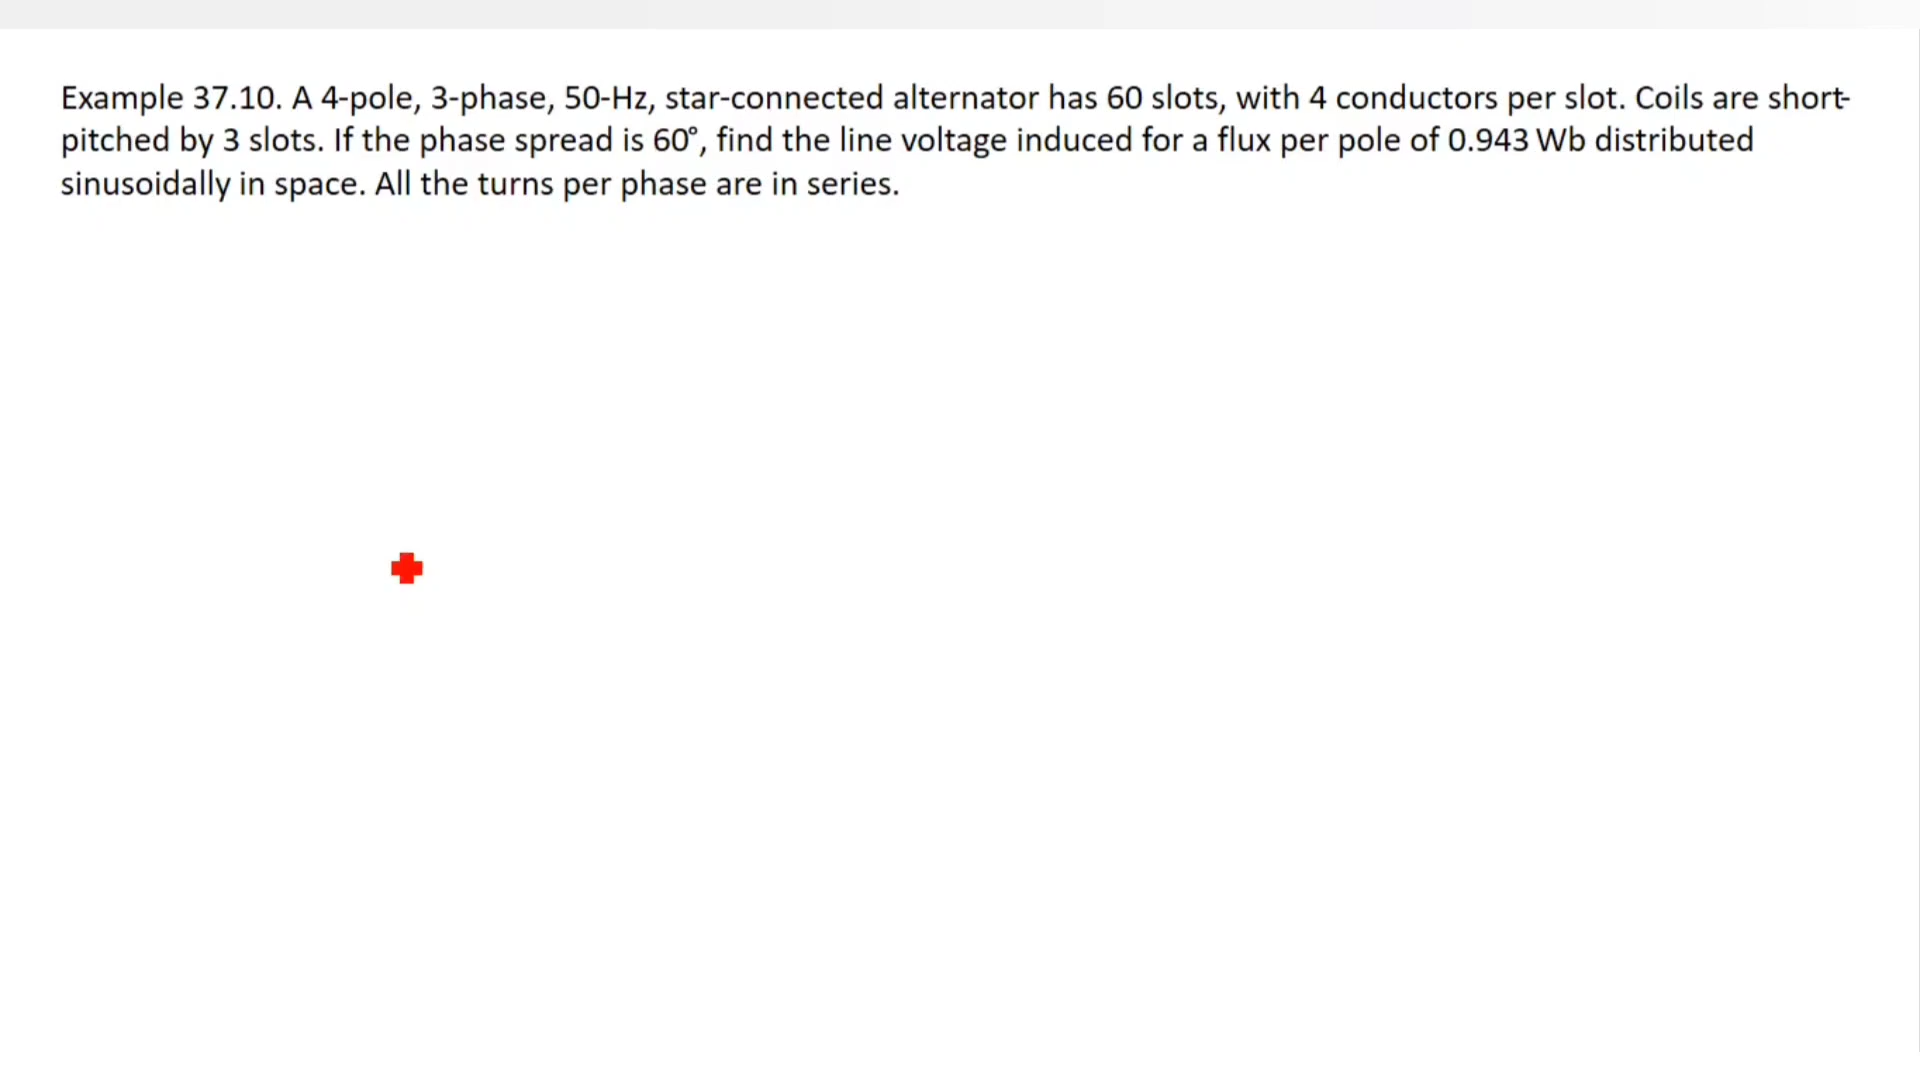 Example 37.10. A 4-pole, 3-phase, 50-Hz, star-connected alternator has 60 slots, with 4 conductors per slot. Coils are short-
pitched by 3 slots. If the phase spread is 60°, find the line voltage induced for a flux per pole of 0.943 Wb distributed
sinusoidally in space. All the turns per phase are in series.